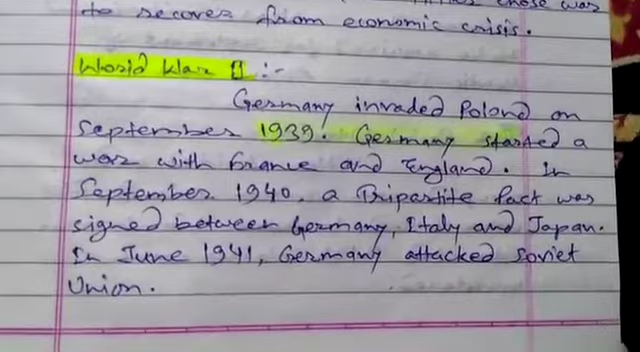 chose was
to recover from economic crisis.
World War II :-
Germany invaded Poland on
September 1939. Germany started a
war with France and England. In
September 1940, a Tripartite Pact was
signed between Germany, Italy and Japan.
In June 1941, Germany attacked Soviet
Union.